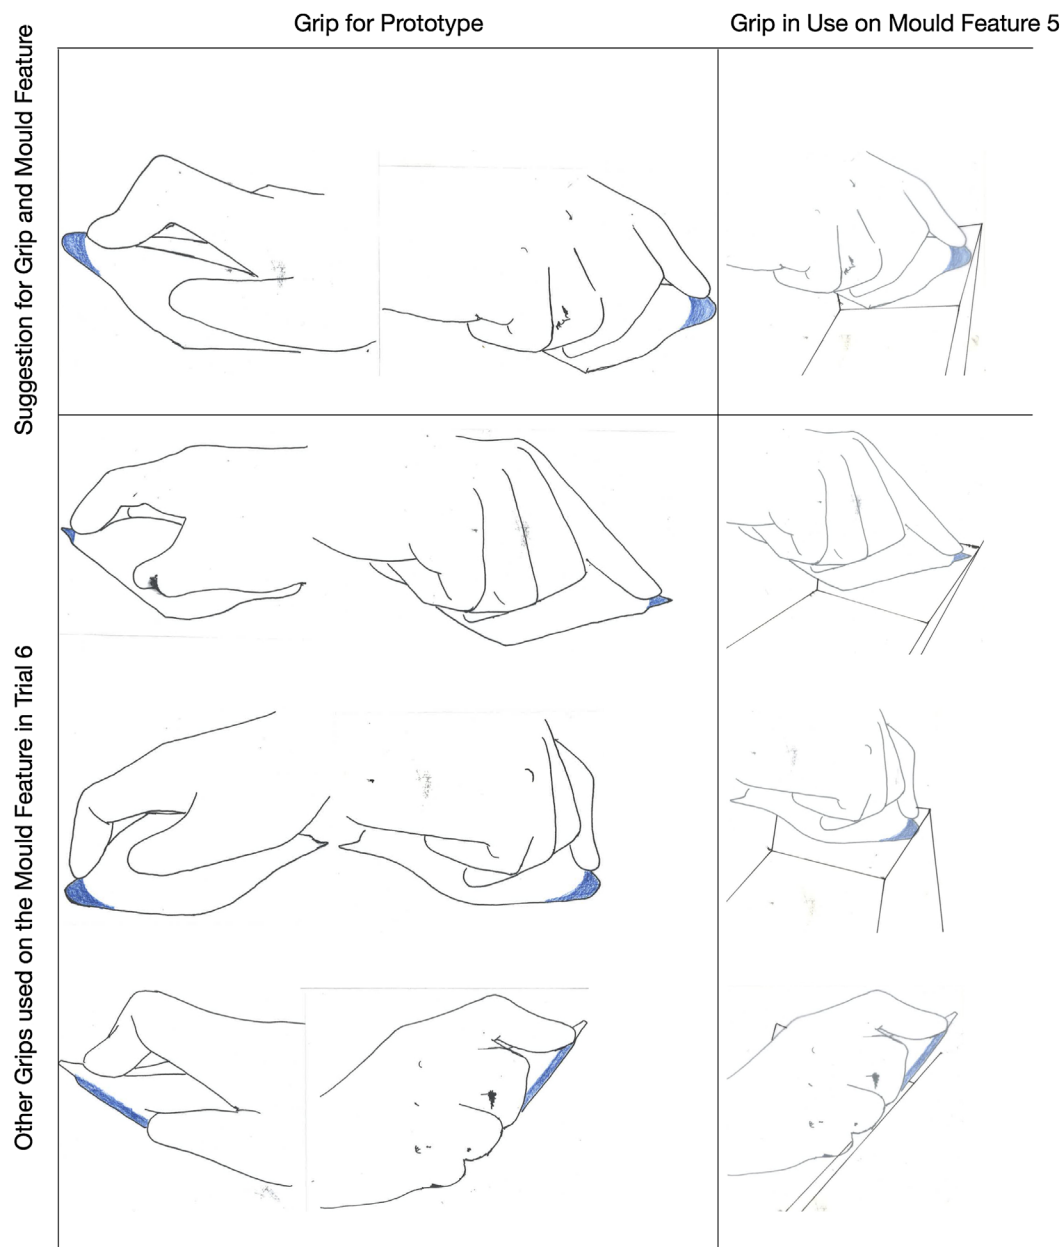 Grip for Prototype
Grip in Use on Mould Feature 5
Suggestion for Grip and Mould Feature
Other Grips used on the Mould Feature in Trial 6